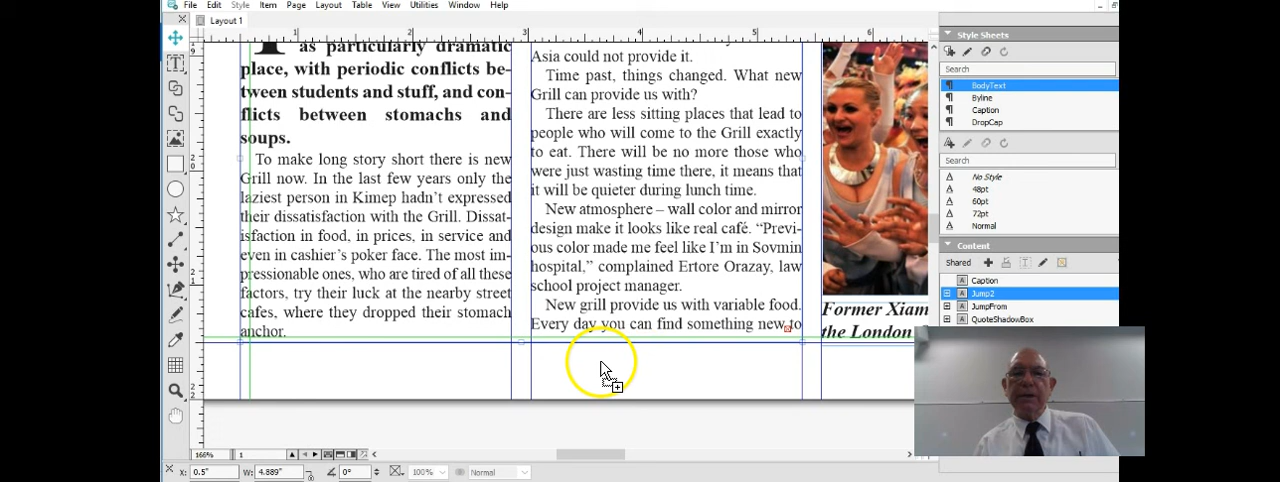 File Edit Style Item Page Layout Table View Utilities Window Help
Layout 1
1 2 3 4 5
as particularly dramatic
place, with periodic conflicts be-
tween students and stuff, and con-
flicts between stomachs and
soups.
To make long story short there is new
Grill now. In the last few years only the
laziest person in Kimep hadn't expressed
their dissatisfaction with the Grill. Dissat-
isfaction in food, in prices, in service and
even in cashier's poker face. The most im-
pressionable ones, who are tired of all these
factors, try their luck at the nearby street
cafes, where they dropped their stomach
anchor.
Asia could not provide it.
Time past, things changed. What new
Grill can provide us with?
There are less sitting places that lead to
people who will come to the Grill exactly
to eat. There will be no more those who
were just wasting time there, it means that
it will be quieter during lunch time.
New atmosphere – wall color and mirror
design make it looks like real café. "Previ-
ous color made me feel like I'm in Sovmin
hospital," complained Ertore Orazay, law
school project manager.
New grill provide us with variable food.
Every day you can find something new to
Former Xiam
the London
Style Sheets
Search
BodyText
Byline
Caption
DropCap
Search
No Style
48pt
60pt
72pt
Normal
Content
Shared
Caption
Jump2
JumpFrom
QuoteShadowBox
166% 1
X: 0.5" W: 4.889" 0° 100% Normal